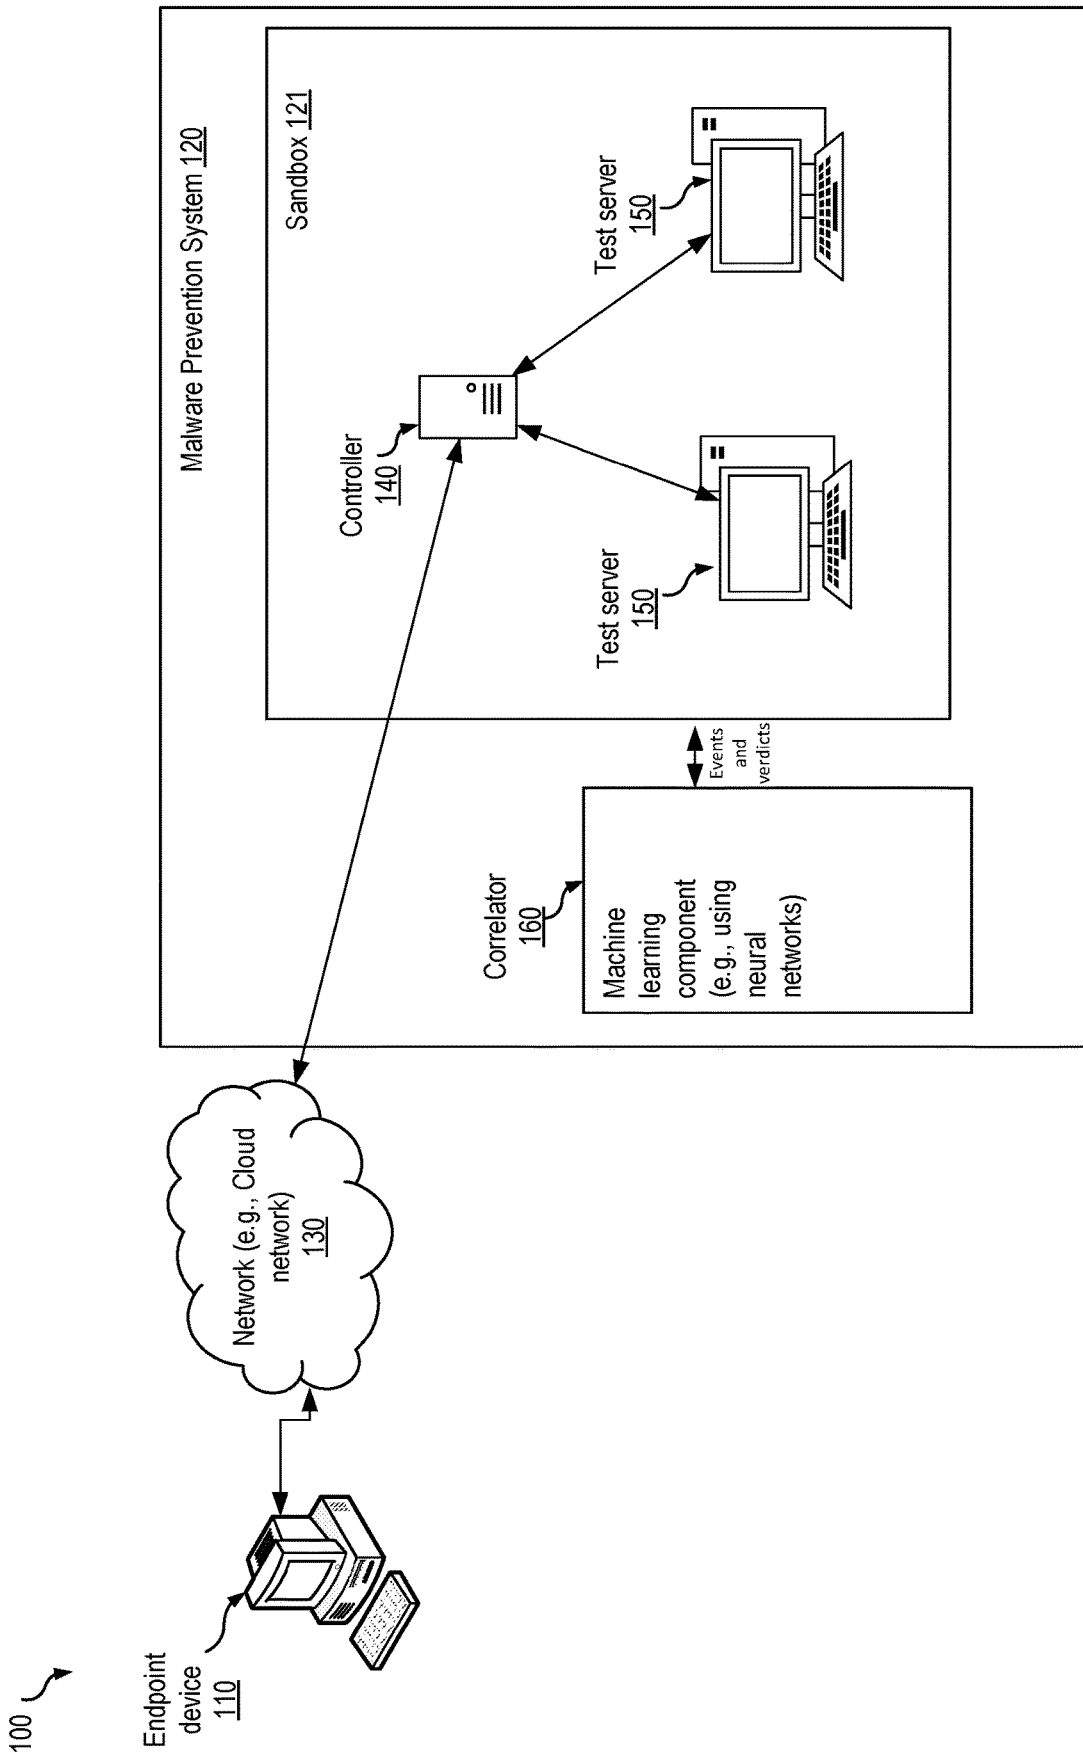 100
Endpoint
device
110
Network (e.g., Cloud
network)
130
Malware Prevention System 120
Sandbox 121
Controller
140
Test server
150
Test server
150
Events
and
verdicts
Correlator
160
Machine
learning
component
(e.g., using
neural
networks)